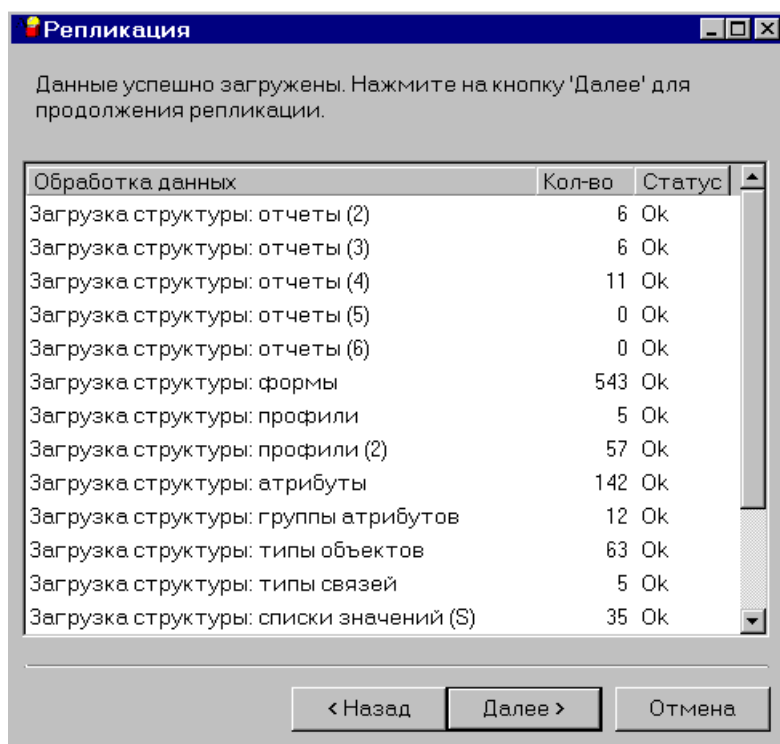 Репликация
Данные успешно загружены. Нажмите на кнопку 'Далее' для
продолжения репликации.
Обработка данных Кол-во Статус
Загрузка структуры: отчеты (2) 6 Ok
Загрузка структуры: отчеты (3) 6 Ok
Загрузка структуры: отчеты (4) 11 Ok
Загрузка структуры: отчеты (5) 0 Ok
Загрузка структуры: отчеты (6) 0 Ok
Загрузка структуры: формы 543 Ok
Загрузка структуры: профили 5 Ok
Загрузка структуры: профили (2) 57 Ok
Загрузка структуры: атрибуты 142 Ok
Загрузка структуры: группы атрибутов 12 Ok
Загрузка структуры: типы объектов 63 Ok
Загрузка структуры: типы связей 5 Ok
Загрузка структуры: списки значений (S) 35 Ok
< Назад Далее > Отмена